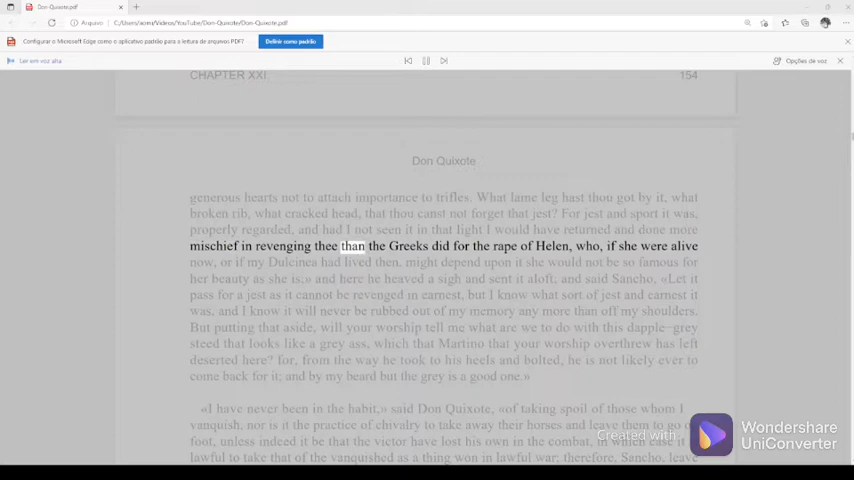 Don-Quixote.pdf
Arquivo
C:/Users/
/Videos/YouTube/Don-Quixote/Don-Quixote.pdf
Configurar o Microsoft Edge como o aplicativo padrão para a leitura de arquivos PDF?
Definir como padrão
Ler em voz alta
Opções de voz
CHAPTER XXI.
154
Don Quixote
generous hearts not to attach importance to trifles. What lame leg hast thou got by it, what
broken rib, what cracked head, that thou canst not forget that jest? For jest and sport it was,
properly regarded, and had I not seen it in that light I would have returned and done more
mischief in revenging thee than the Greeks did for the rape of Helen, who, if she were alive
now, or if my Dulcinea had lived then, might depend upon it she would not be so famous for
her beauty as she is;» and here he heaved a sigh and sent it aloft; and said Sancho, «Let it
pass for a jest as it cannot be revenged in earnest, but I know what sort of jest and earnest it
was, and I know it will never be rubbed out of my memory any more than off my shoulders.
But putting that aside, will your worship tell me what are we to do with this dapple-grey
steed that looks like a grey ass, which that Martino that your worship overthrew has left
deserted here? for, from the way he took to his heels and bolted, he is not likely ever to
come back for it; and by my beard but the grey is a good one.»
«I have never been in the habit,» said Don Quixote, «of taking spoil of those whom I
vanquish, nor is it the practice of chivalry to take away their horses and leave them to go on
foot, unless indeed it be that the victor have lost his own in the combat, in which case it is
lawful to take that of the vanquished as a thing won in lawful war; therefore, Sancho, leave
Created with
Wondershare
UniConverter